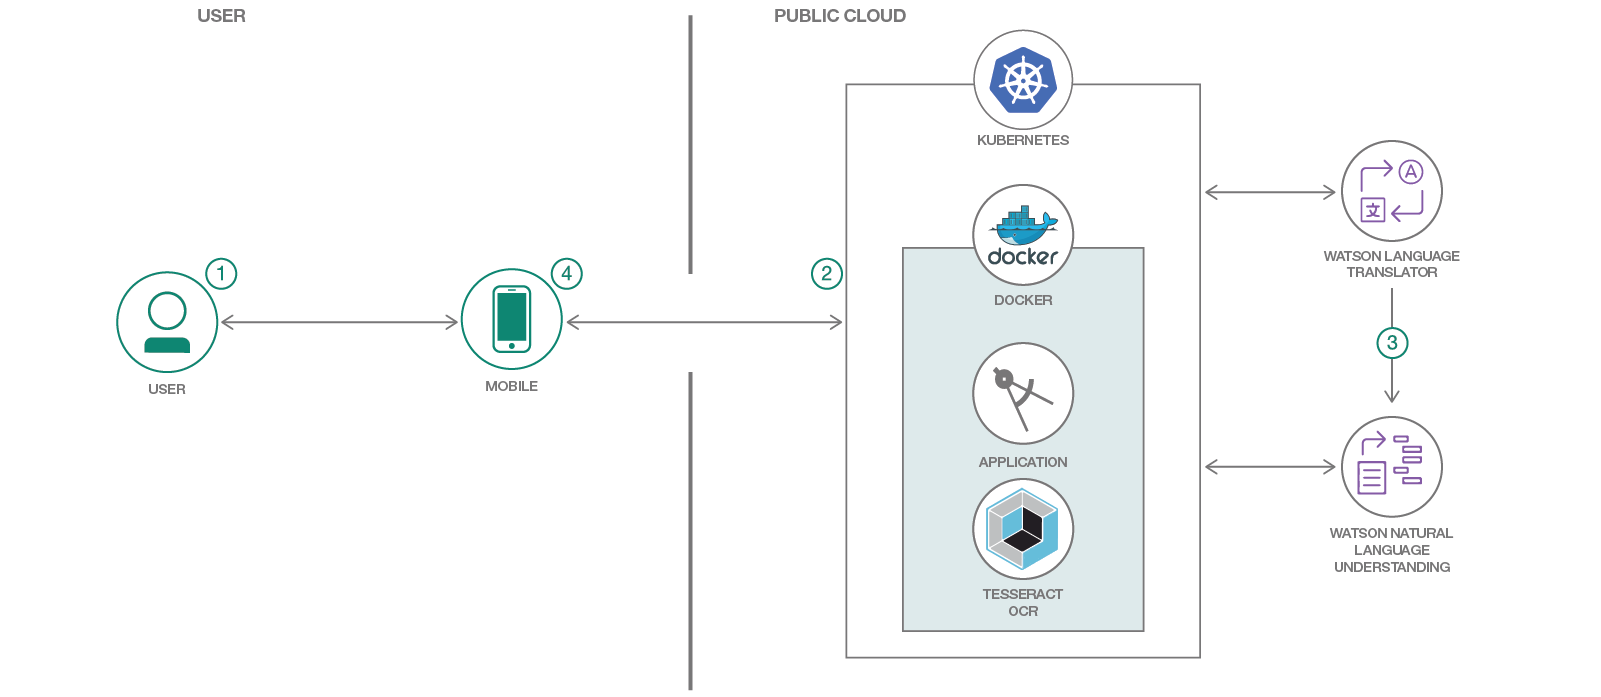 USER
PUBLIC CLOUD
KUBERNETES
docker
DOCKER
APPLICATION
TESSERACT
OCR
1
USER
4
MOBILE
2
A
文
WATSON LANGUAGE
TRANSLATOR
3
WATSON NATURAL
LANGUAGE
UNDERSTANDING